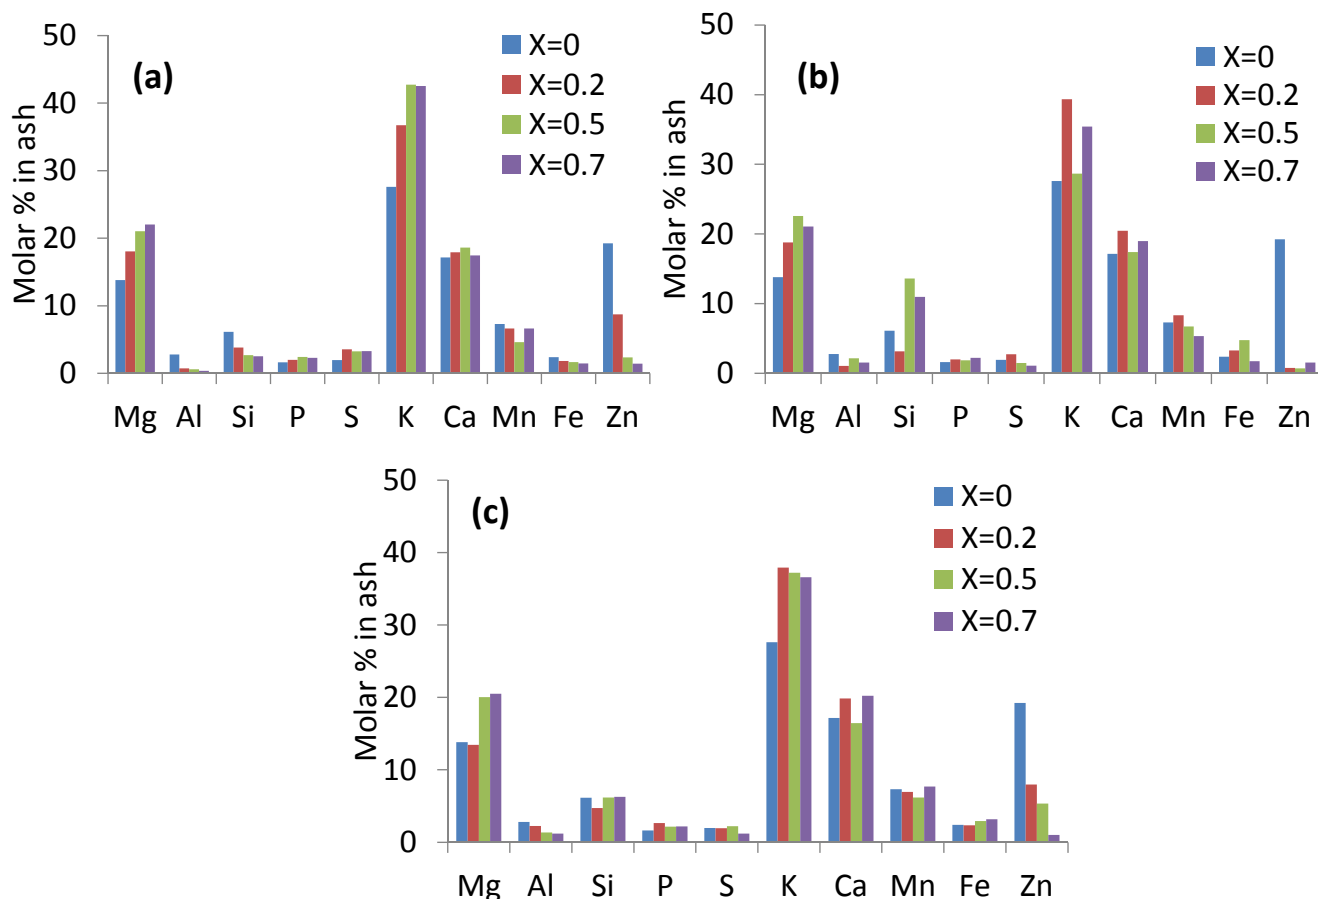 (a)
Molar % in ash
50
40
30
20
10
0
X=0
X=0.2
X=0.5
X=0.7
Mg Al Si P S K Ca Mn Fe Zn
(b)
Molar % in ash
50
40
30
20
10
0
X=0
X=0.2
X=0.5
X=0.7
Mg Al Si P S K Ca Mn Fe Zn
(c)
Molar % in ash
50
40
30
20
10
0
X=0
X=0.2
X=0.5
X=0.7
Mg Al Si P S K Ca Mn Fe Zn